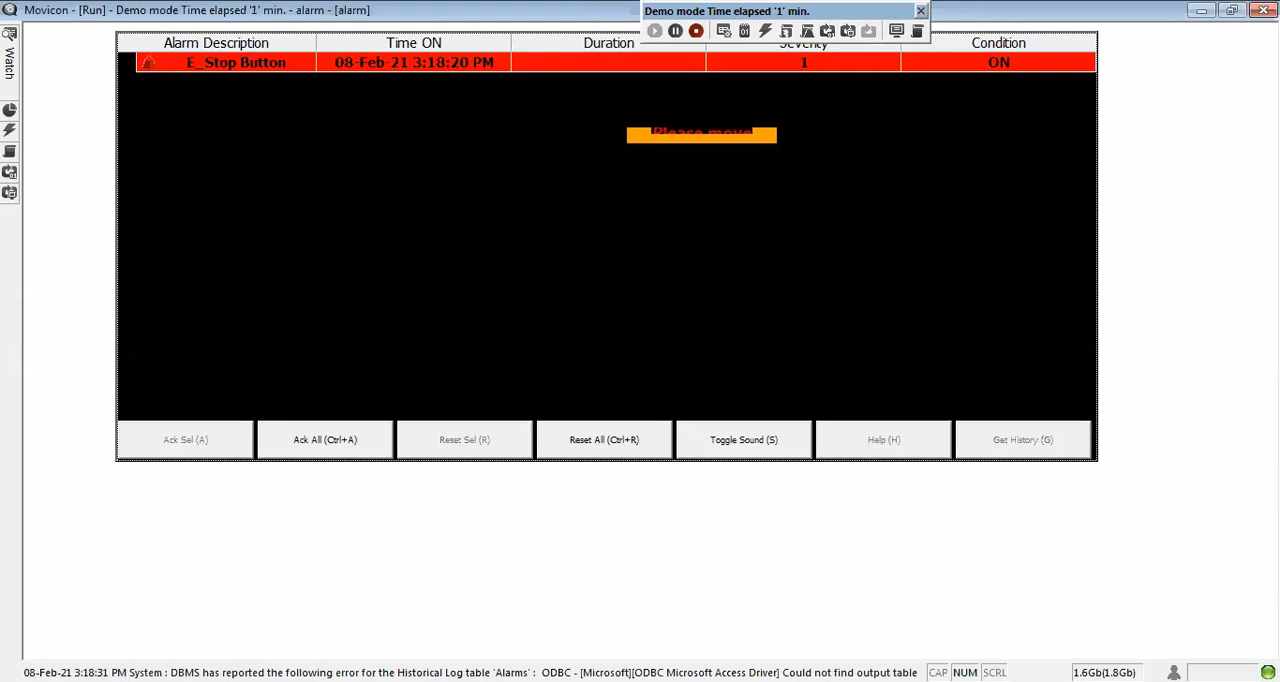 Movicon - [Run] - Demo mode Time elapsed '1' min. - alarm - [alarm]
Demo mode Time elapsed '1' min.
Watch
Alarm Description Time ON Duration Severity Condition
E_Stop Button 08-Feb-21 3:18:20 PM 1 ON
Please move
Ack Sel (A) Ack All (Ctrl+A) Reset Sel (R) Reset All (Ctrl+R) Toggle Sound (S) Help (H) Get History (G)
08-Feb-21 3:18:31 PM System : DBMS has reported the following error for the Historical Log table 'Alarms' : ODBC - [Microsoft][ODBC Microsoft Access Driver] Could not find output table CAP NUM SCRL 1.6Gb(1.8Gb)